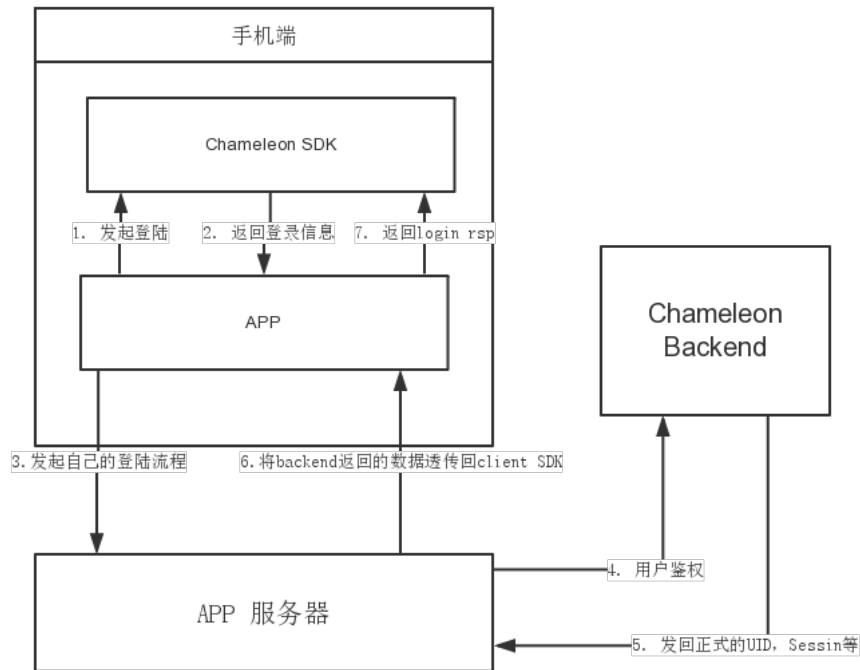 手机端
Chameleon SDK
1. 发起登陆
2. 返回登录信息
7. 返回login rsp
APP
Chameleon
Backend
3.发起自己的登陆流程
6.将backend返回的数据透传回client SDK
4. 用户鉴权
APP 服务器
5. 发回正式的UID, Sessin等